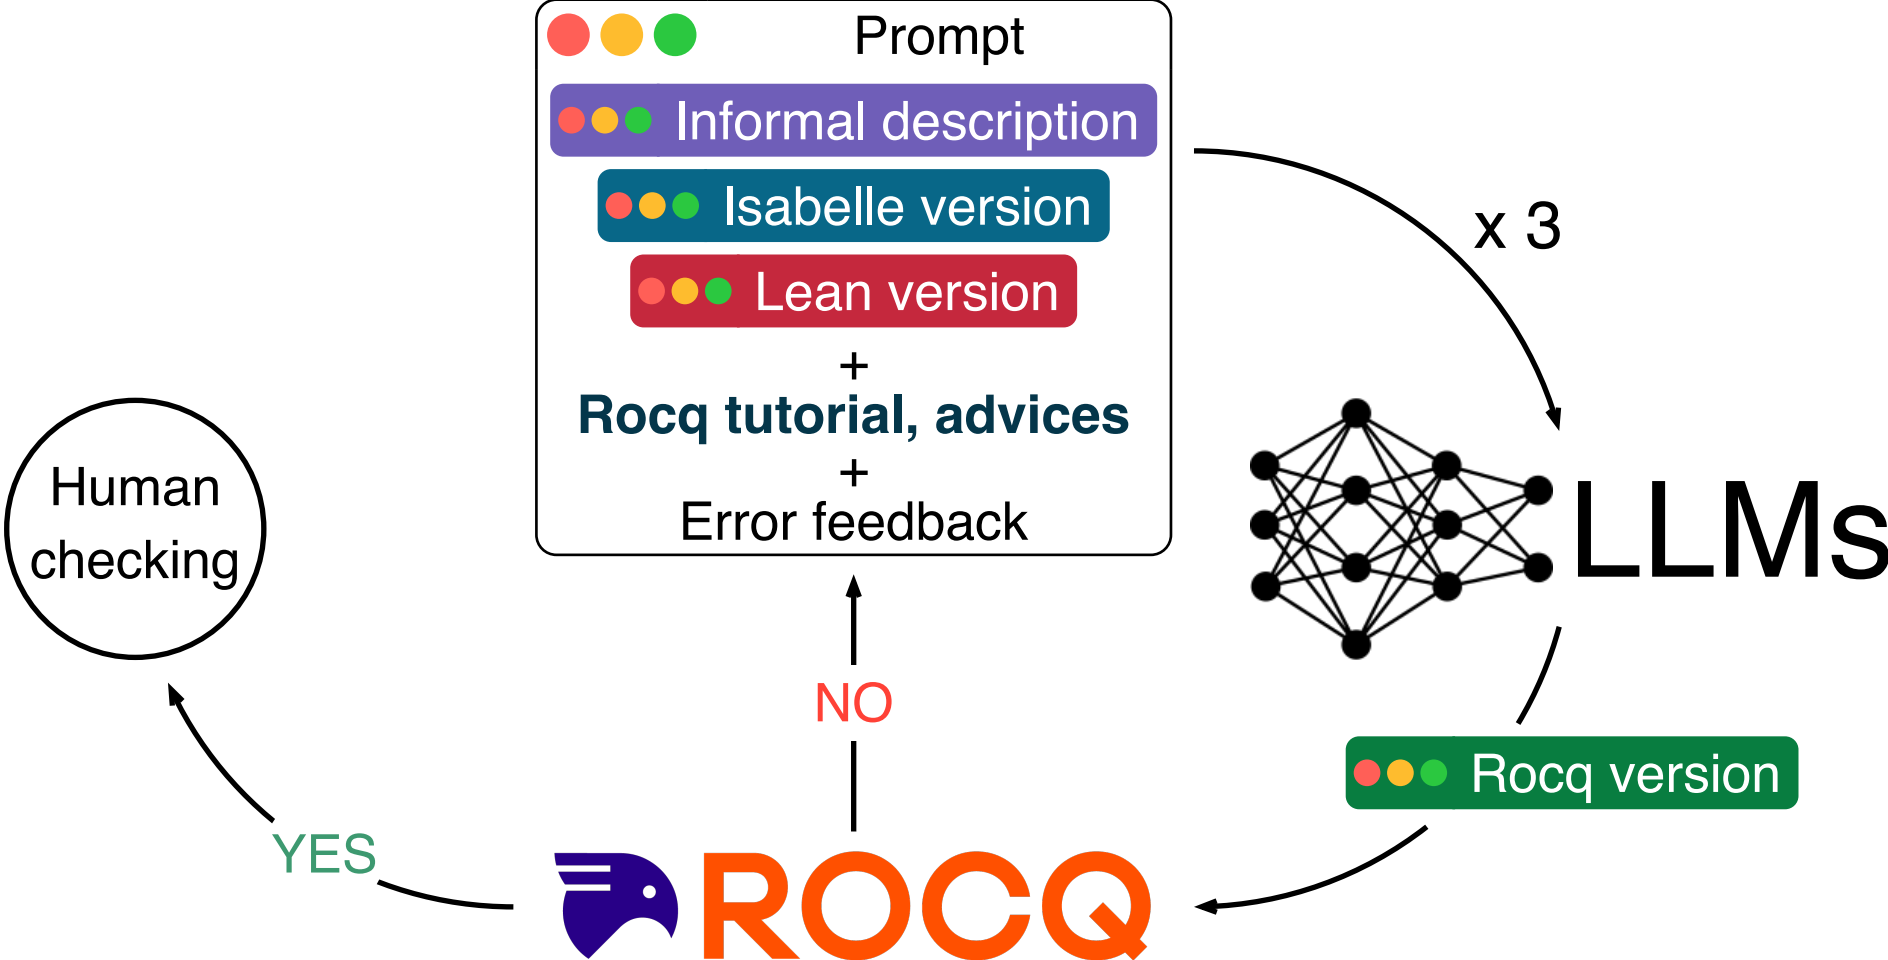 Prompt
Informal description
Isabelle version
Lean version
+
Rocq tutorial, advices
+
Error feedback
x 3
LLMs
Human
checking
NO
Rocq version
YES
ROCQ